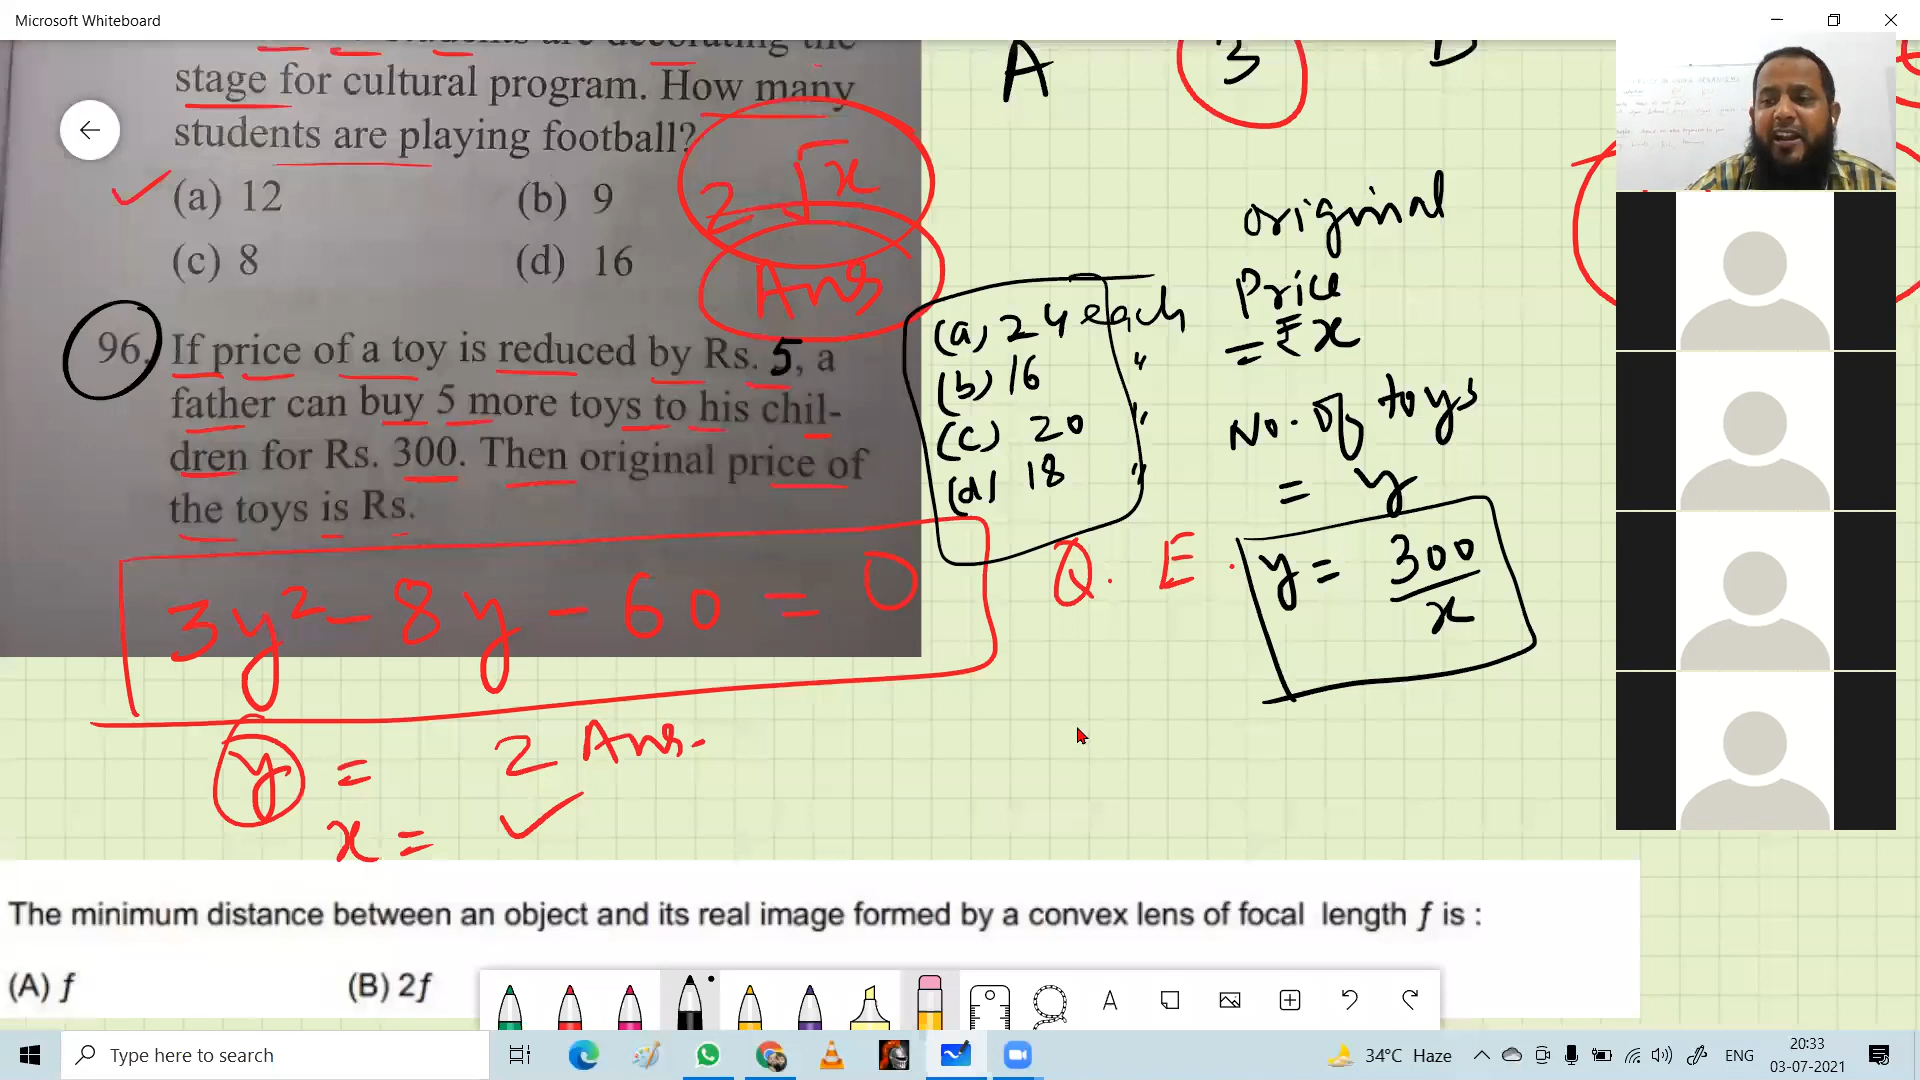 Microsoft Whiteboard
stage for cultural program. How many
students are playing football?
(a) 12
(b) 9
(c) 8
(d) 16
2 √x
Ans
96. If price of a toy is reduced by Rs. 5, a
father can buy 5 more toys to his chil-
dren for Rs. 300. Then original price of
the toys is Rs.
3y² - 8y - 60 = 0
y = 2 Ans.
x =
A 3
(a) 24 each
(b) 16 "
(c) 20 "
(d) 18 "
Q. E.
original
Price
= ₹ x
No. of toys
= y
y = 300/x
The minimum distance between an object and its real image formed by a convex lens of focal length f is :
(A) f
(B) 2f
Type here to search
34°C Haze
ENG
20:33
03-07-2021